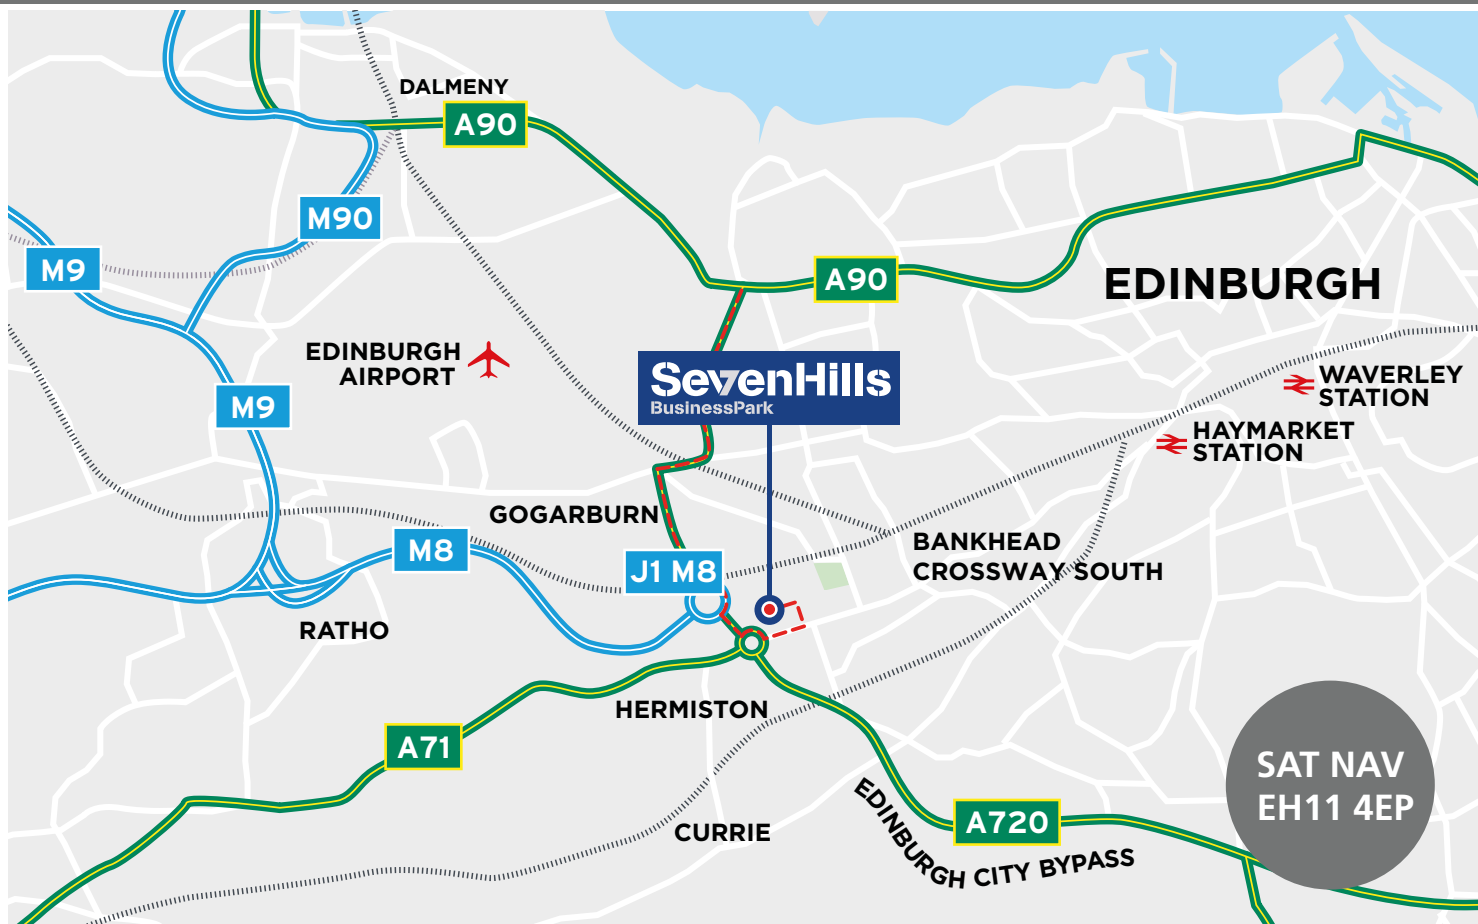 DALMENY
A90
M90
M9
A90
EDINBURGH
EDINBURGH
AIRPORT
SevenHills
BusinessPark
M9
WAVERLEY
STATION
HAYMARKET
STATION
GOGARBURN
M8
J1 M8
BANKHEAD
CROSSWAY SOUTH
RATHO
HERMISTON
A71
SAT NAV
EH11 4EP
CURRIE
A720
EDINBURGH CITY BYPASS